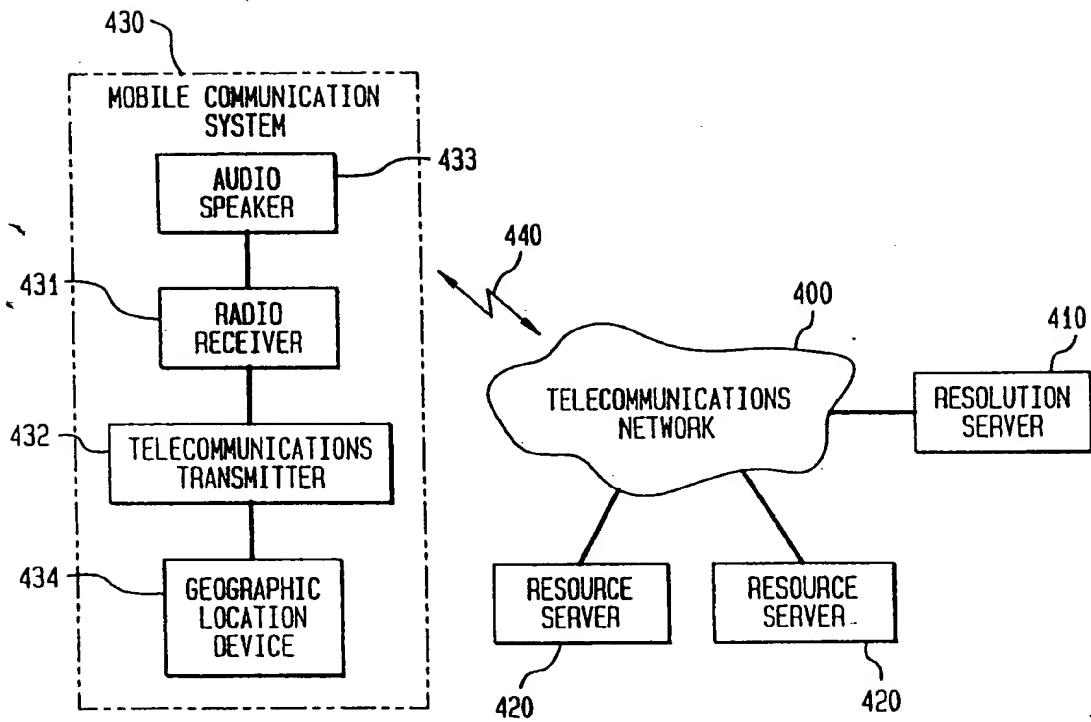 430
MOBILE COMMUNICATION
SYSTEM
AUDIO
SPEAKER
433
431
RADIO
RECEIVER
432
TELECOMMUNICATIONS
TRANSMITTER
434
GEOGRAPHIC
LOCATION
DEVICE
440
400
TELECOMMUNICATIONS
NETWORK
410
RESOLUTION
SERVER
RESOURCE
SERVER
420
RESOURCE
SERVER
420